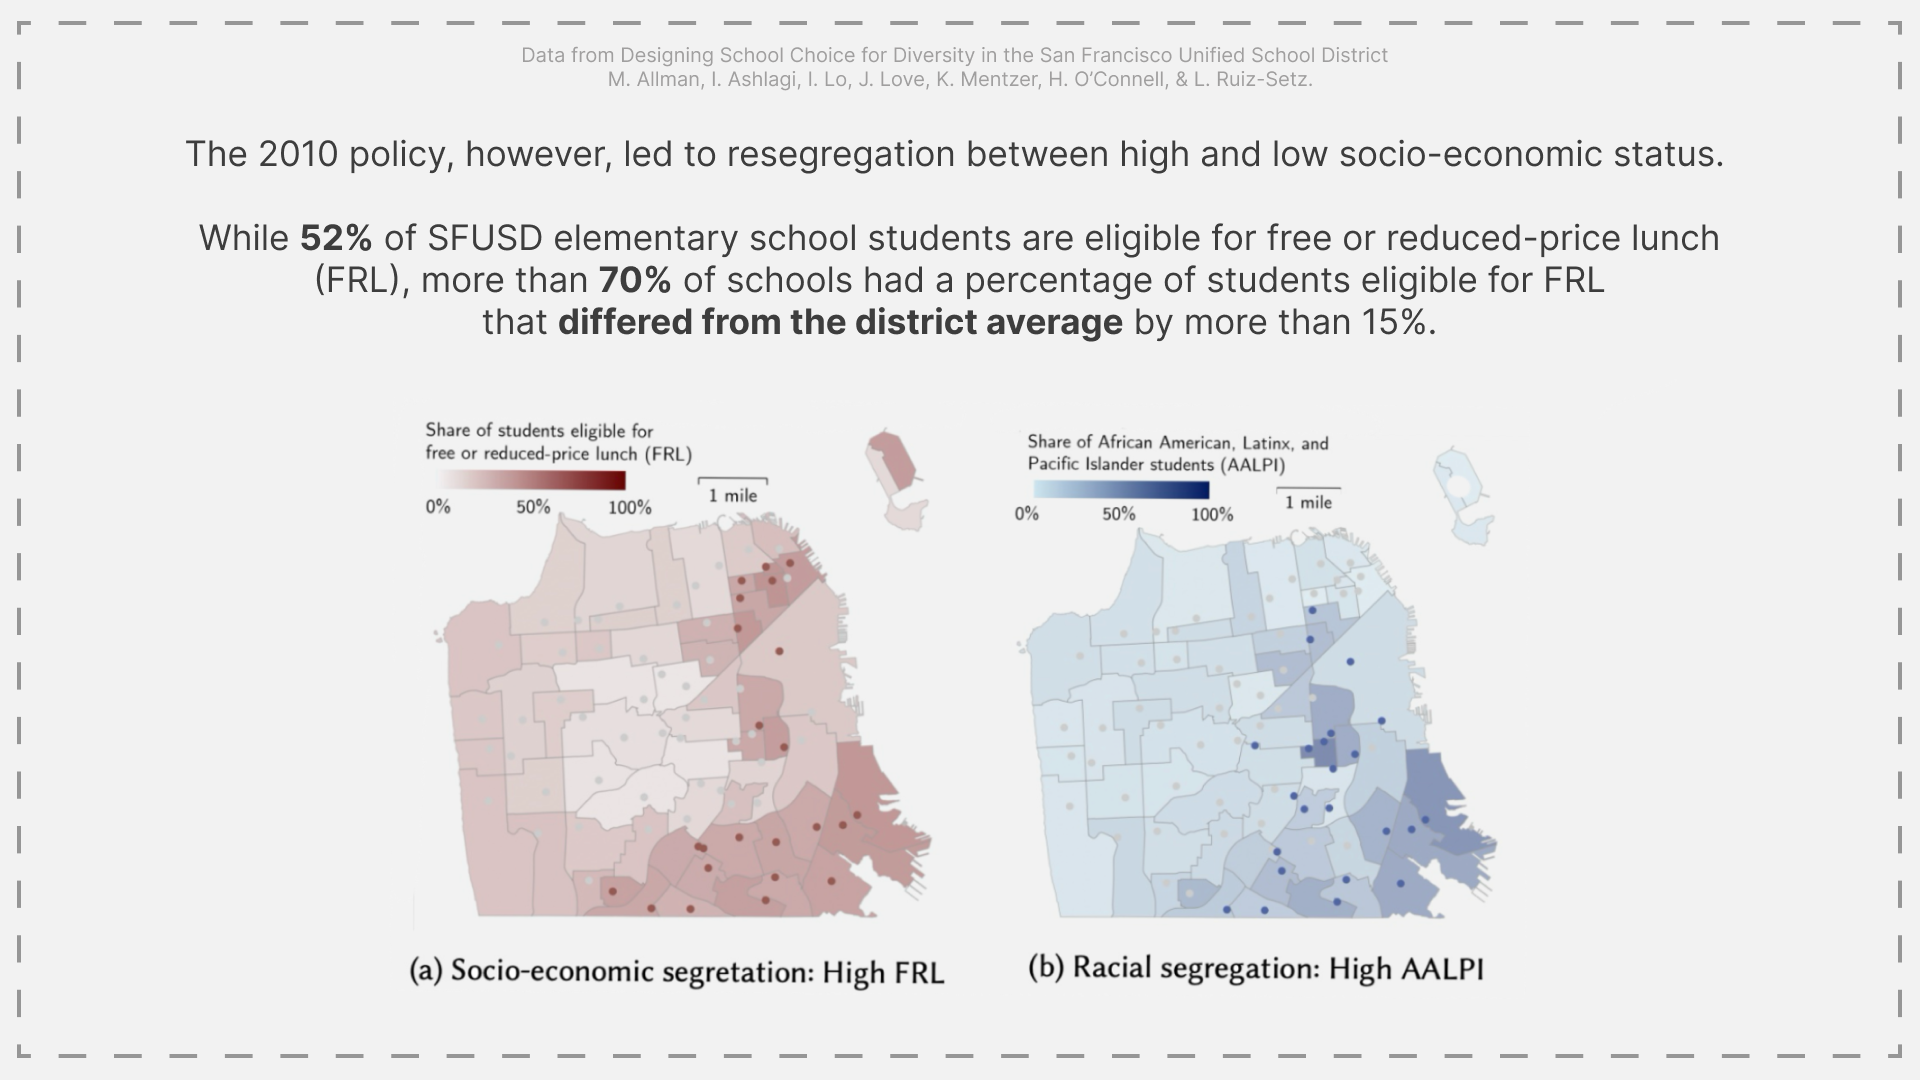 Data from Designing School Choice for Diversity in the San Francisco Unified School District
M. Allman, I. Ashlagi, I. Lo, J. Love, K. Mentzer, H. O’Connell, & L. Ruiz-Setz.
The 2010 policy, however, led to resegregation between high and low socio-economic status.
While 52% of SFUSD elementary school students are eligible for free or reduced-price lunch
(FRL), more than 70% of schools had a percentage of students eligible for FRL
that differed from the district average by more than 15%.
Share of students eligible for
free or reduced-price lunch (FRL)
0% 50% 100%
1 mile
(a) Socio-economic segretation: High FRL
Share of African American, Latinx, and
Pacific Islander students (AALPI)
0% 50% 100%
1 mile
(b) Racial segregation: High AALPI